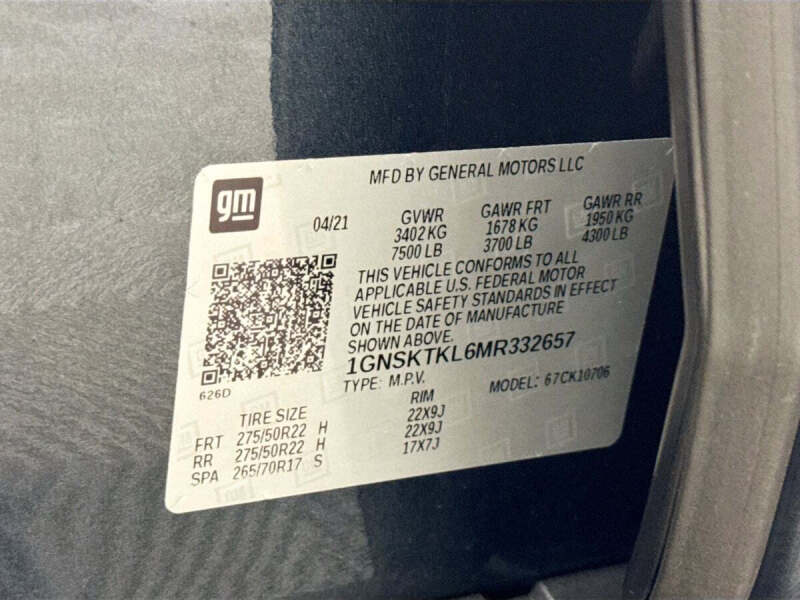 MFD BY GENERAL MOTORS LLC
gm
04/21 GVWR GAWR FRT GAWR RR
3402 KG 1678 KG 1950 KG
7500 LB 3700 LB 4300 LB
THIS VEHICLE CONFORMS TO ALL
APPLICABLE U.S. FEDERAL MOTOR
VEHICLE SAFETY STANDARDS IN EFFECT
ON THE DATE OF MANUFACTURE
SHOWN ABOVE.
1GNSKTKL6MR332657
626D
TYPE: M.P.V. MODEL: 67CK10706
TIRE SIZE RIM
FRT 275/50R22 H 22X9J
RR 275/50R22 H 22X9J
SPA 265/70R17 S 17X7J